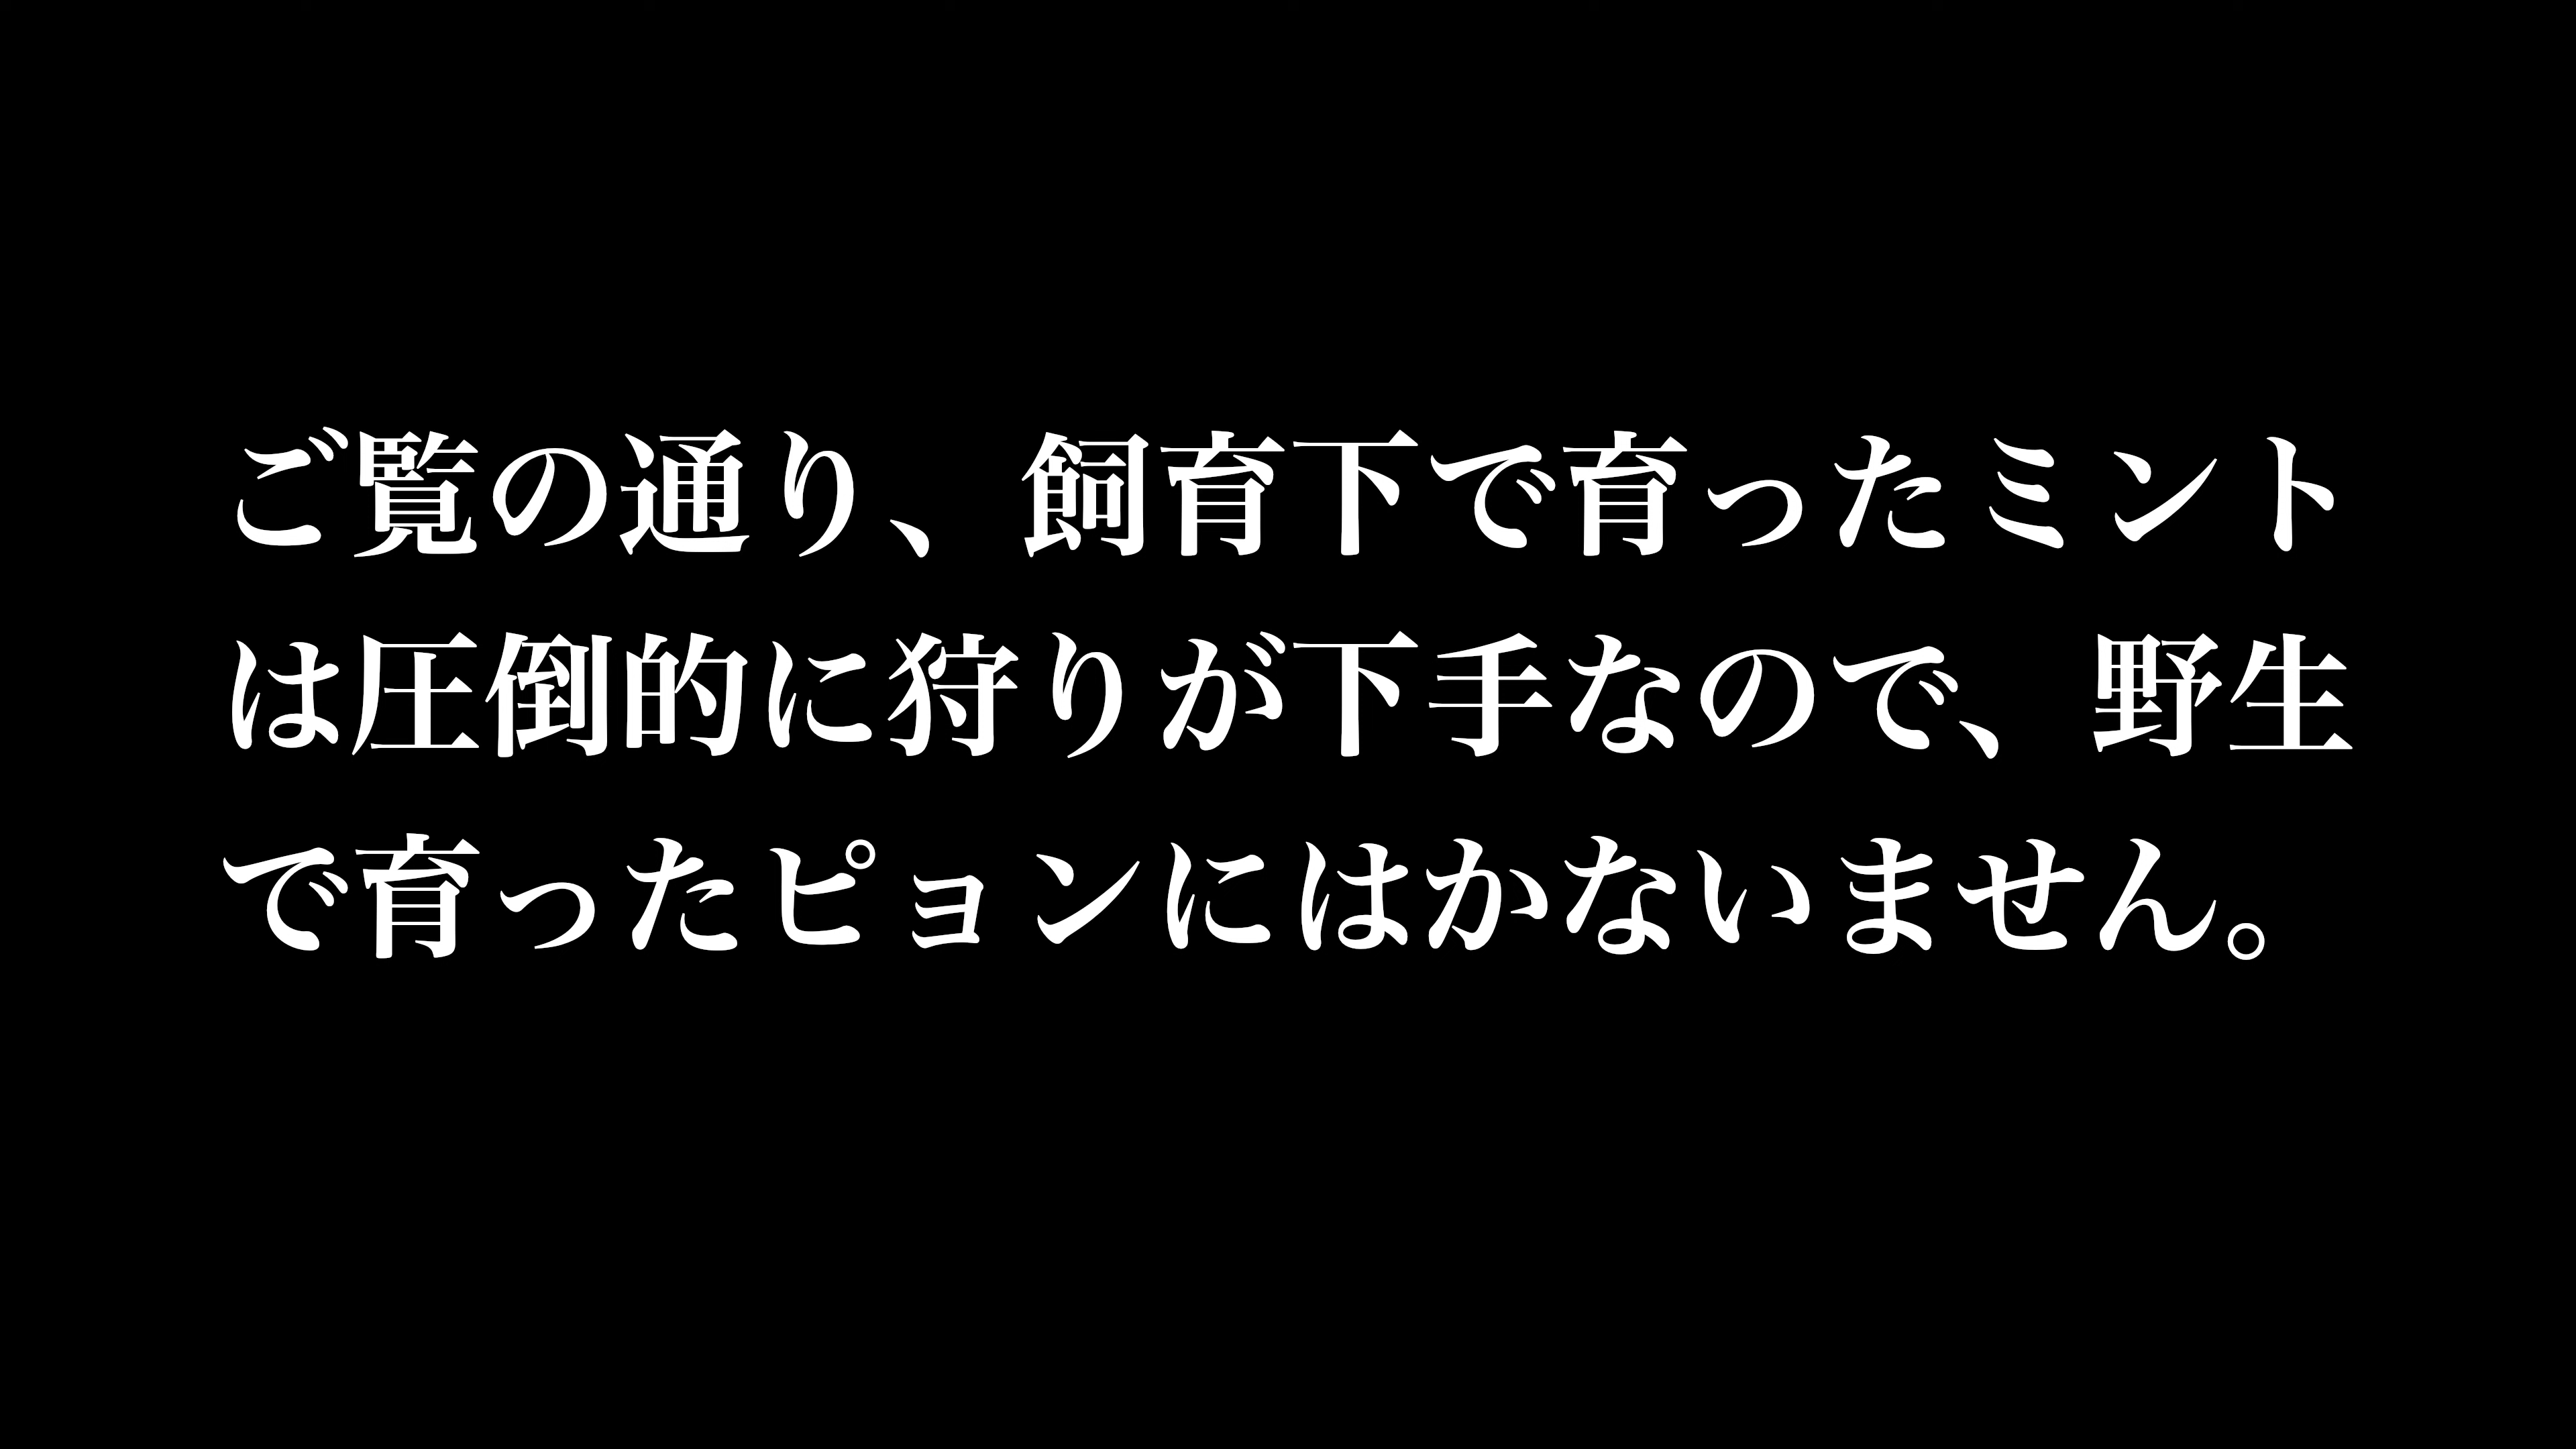 ご覧の通り、飼育下で育ったミント
は圧倒的に狩りが下手なので、野生
で育ったピョンにはかないません。